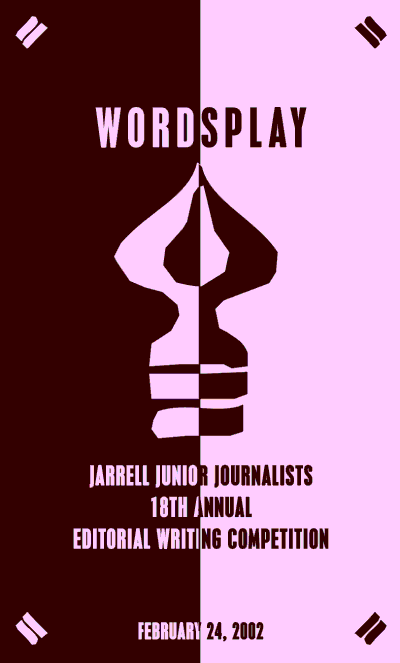 WORDSPLAY
JARRELL JUNIOR JOURNALISTS
18TH ANNUAL
EDITORIAL WRITING COMPETITION
FEBRUARY 24, 2002